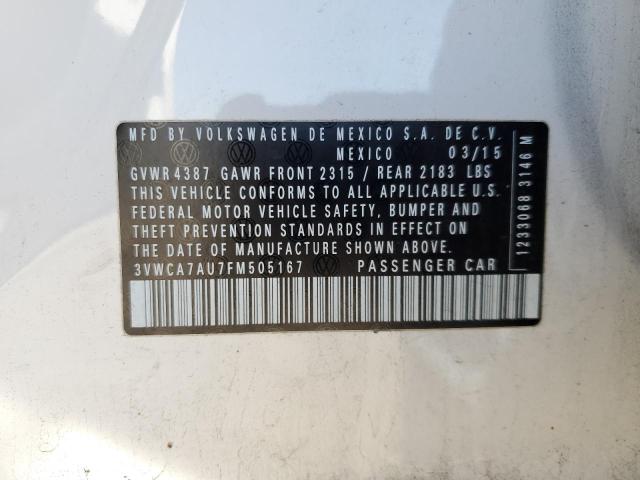 MFD BY VOLKSWAGEN DE MEXICO S.A. DE C.V.
MEXICO 03/15
GVWR 4387 GAWR FRONT 2315 / REAR 2183 LBS
THIS VEHICLE CONFORMS TO ALL APPLICABLE U.S.
FEDERAL MOTOR VEHICLE SAFETY, BUMPER AND
THEFT PREVENTION STANDARDS IN EFFECT ON
THE DATE OF MANUFACTURE SHOWN ABOVE.
3VWCA7AU7FM505167 PASSENGER CAR
1233068 3146 M